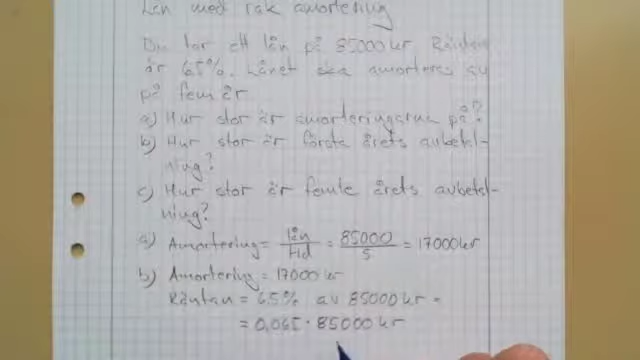 Lån med rak amortering
Du tar ett lån på 85000 kr. Räntan
är 6,5%. Lånet ska amorteras av
på fem år
a) Hur stor är amorteringarna på?
b) Hur stor är första årets avbetal-
ning?
c) Hur stor är femte årets avbetal-
ning?
a) Amortering = lån/tid = 85000/5 = 17000 kr
b) Amortering = 17000 kr
Räntan = 6,5% av 85000 kr =
= 0,065 · 85000 kr